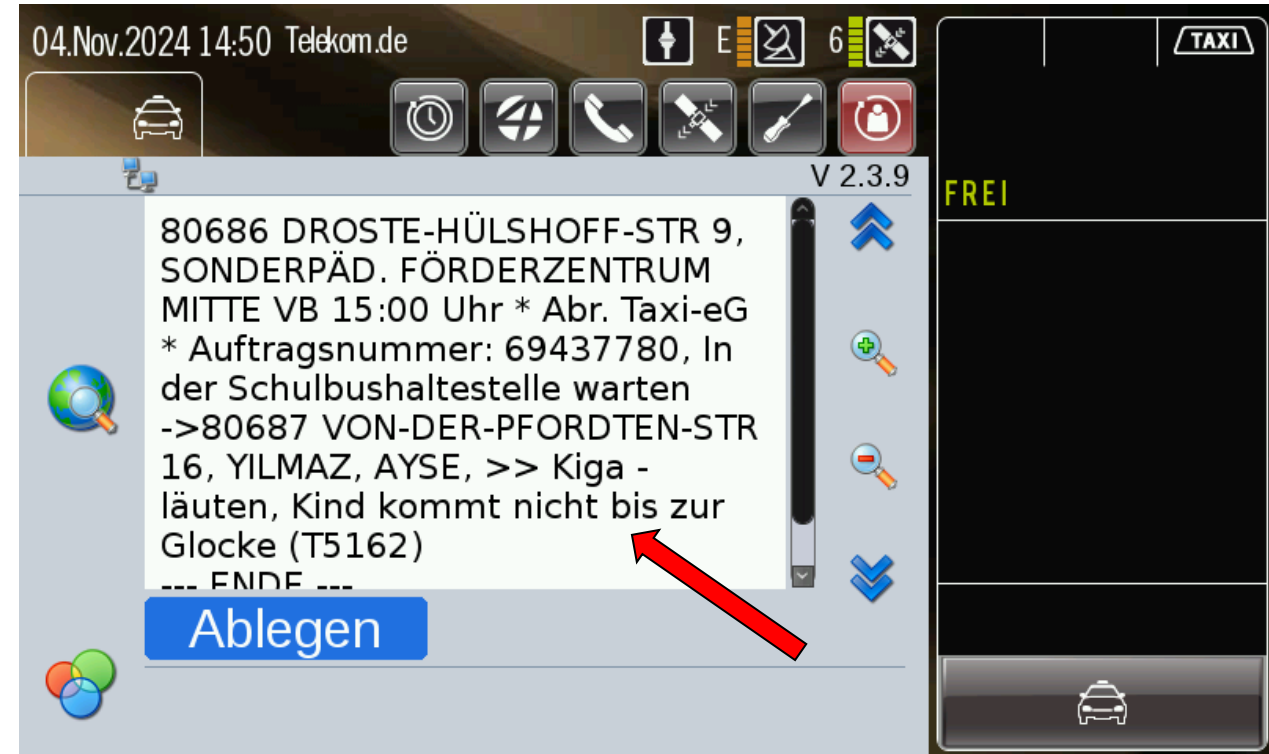 04.Nov.2024 14:50 Telekom.de
E
6
TAXI
V 2.3.9
FREI
80686 DROSTE-HÜLSHOFF-STR 9,
SONDERPÄD. FÖRDERZENTRUM
MITTE VB 15:00 Uhr * Abr. Taxi-eG
* Auftragsnummer: 69437780, In
der Schulbushaltestelle warten
->80687 VON-DER-PFORDTEN-STR
16, YILMAZ, AYSE, >> Kiga -
läuten, Kind kommt nicht bis zur
Glocke (T5162)
--- ENDE ---
Ablegen